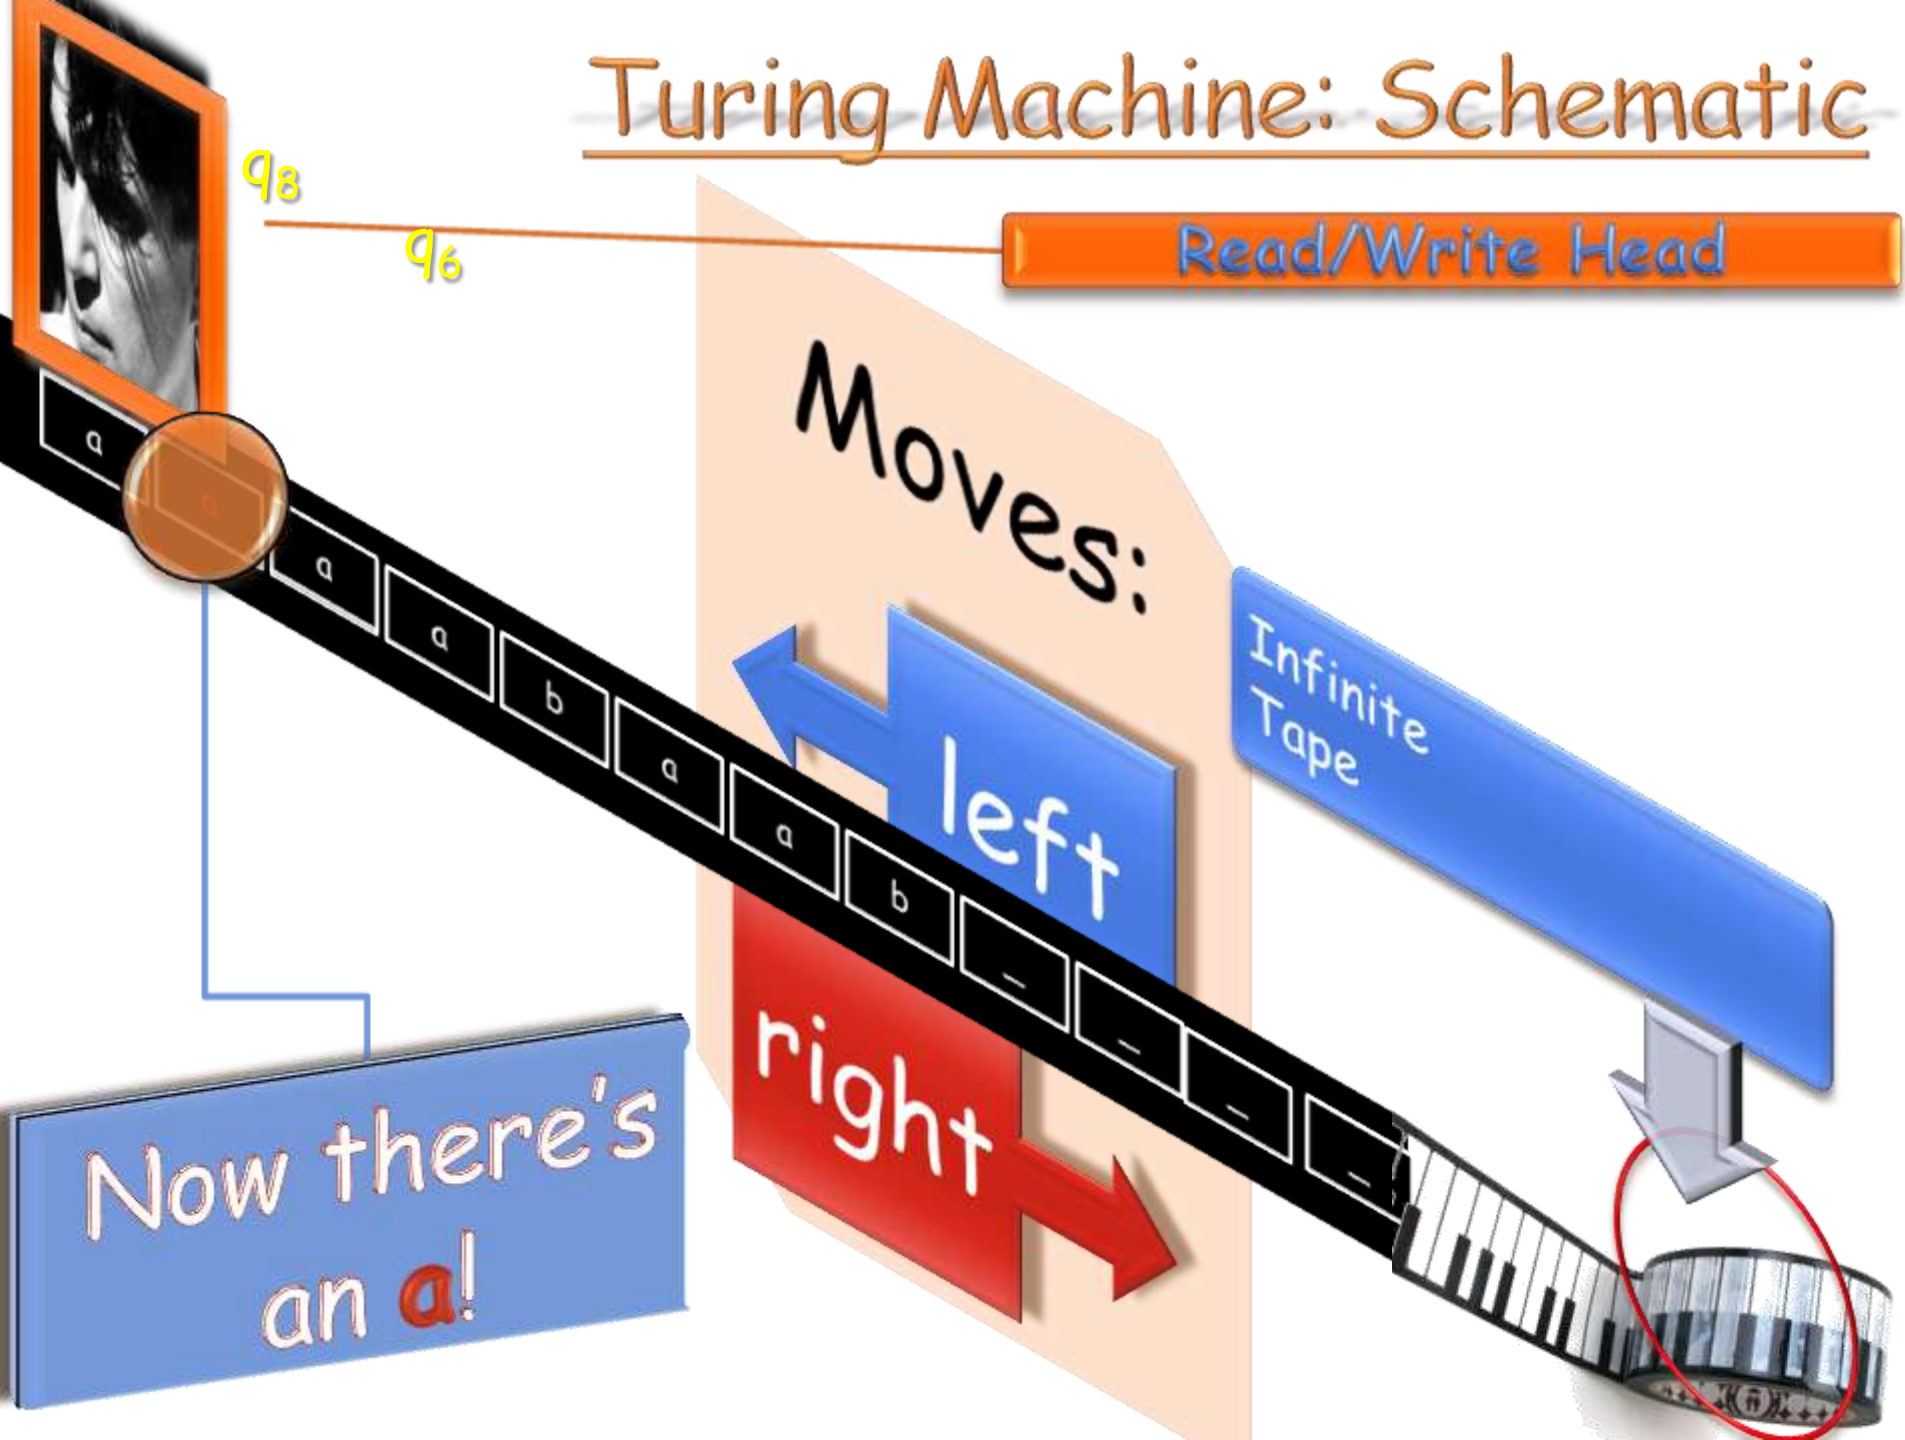 Turing Machine: Schematic
q8
q6
Read/Write Head
Moves:
left
right
Infinite
Tape
a
a
a
a
b
a
a
b
_
_
_
_
Now there's
an a!